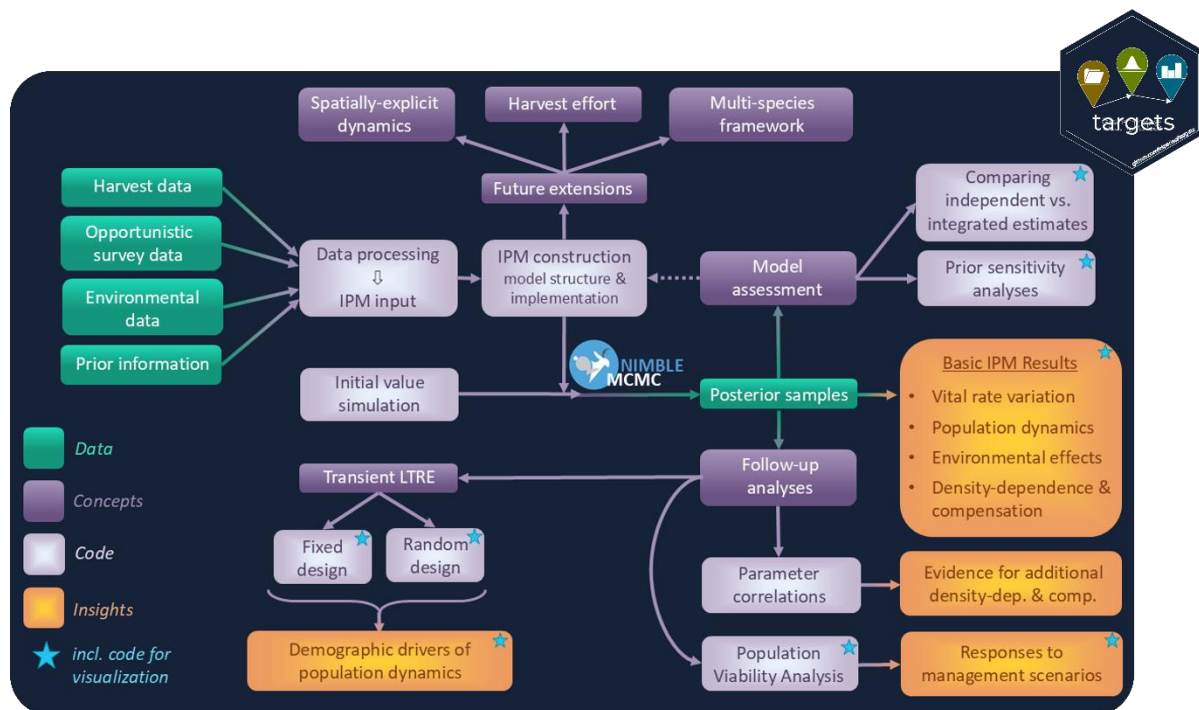 targets
Spatially-explicit
dynamics
Harvest effort
Multi-species
framework
Future extensions
Harvest data
Opportunistic
survey data
Environmental
data
Prior information
Data processing
⇩
IPM input
IPM construction
model structure &
implementation
Model
assessment
Comparing
independent vs.
integrated estimates
Prior sensitivity
analyses
Initial value
simulation
NIMBLE
MCMC
Posterior samples
Basic IPM Results
• Vital rate variation
• Population dynamics
• Environmental effects
• Density-dependence &
compensation
Data
Concepts
Code
Insights
incl. code for
visualization
Transient LTRE
Fixed
design
Random
design
Demographic drivers of
population dynamics
Follow-up
analyses
Parameter
correlations
Evidence for additional
density-dep. & comp.
Population
Viability Analysis
Responses to
management scenarios